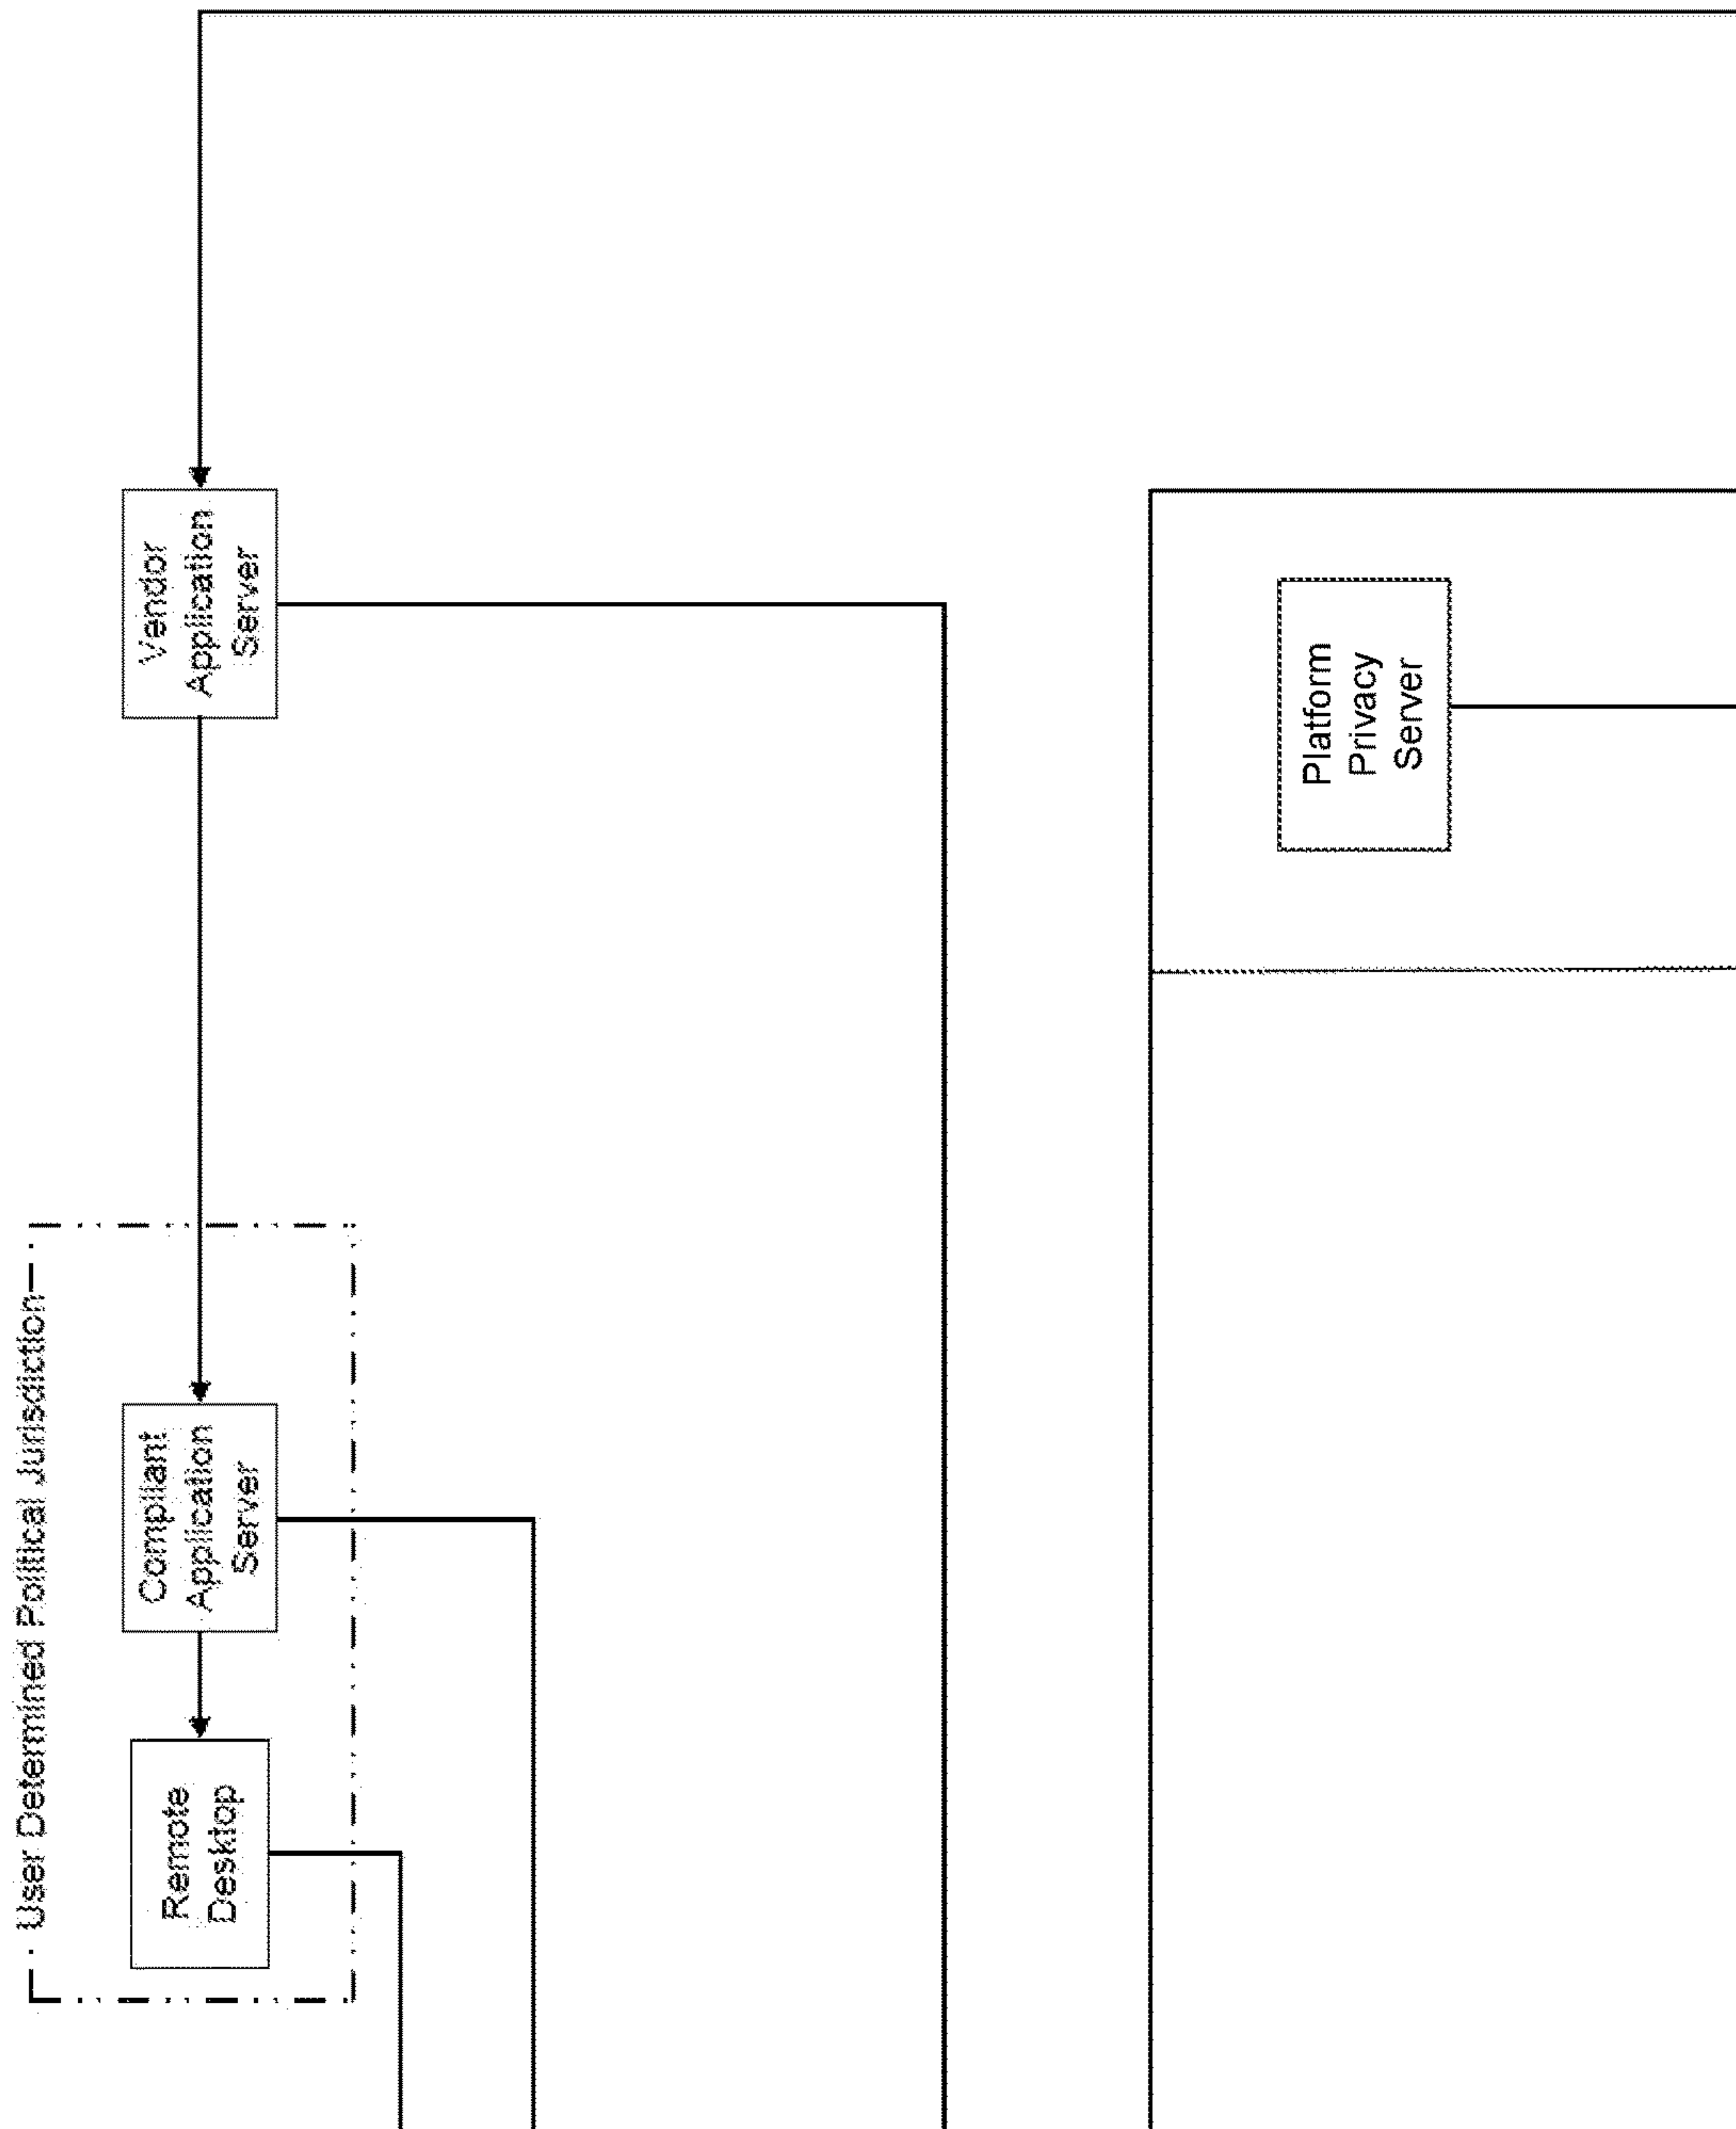 User Determined Political Jurisdiction
Remote
Desktop
Compliant
Application
Server
Vendor
Application
Server
Platform
Privacy
Server